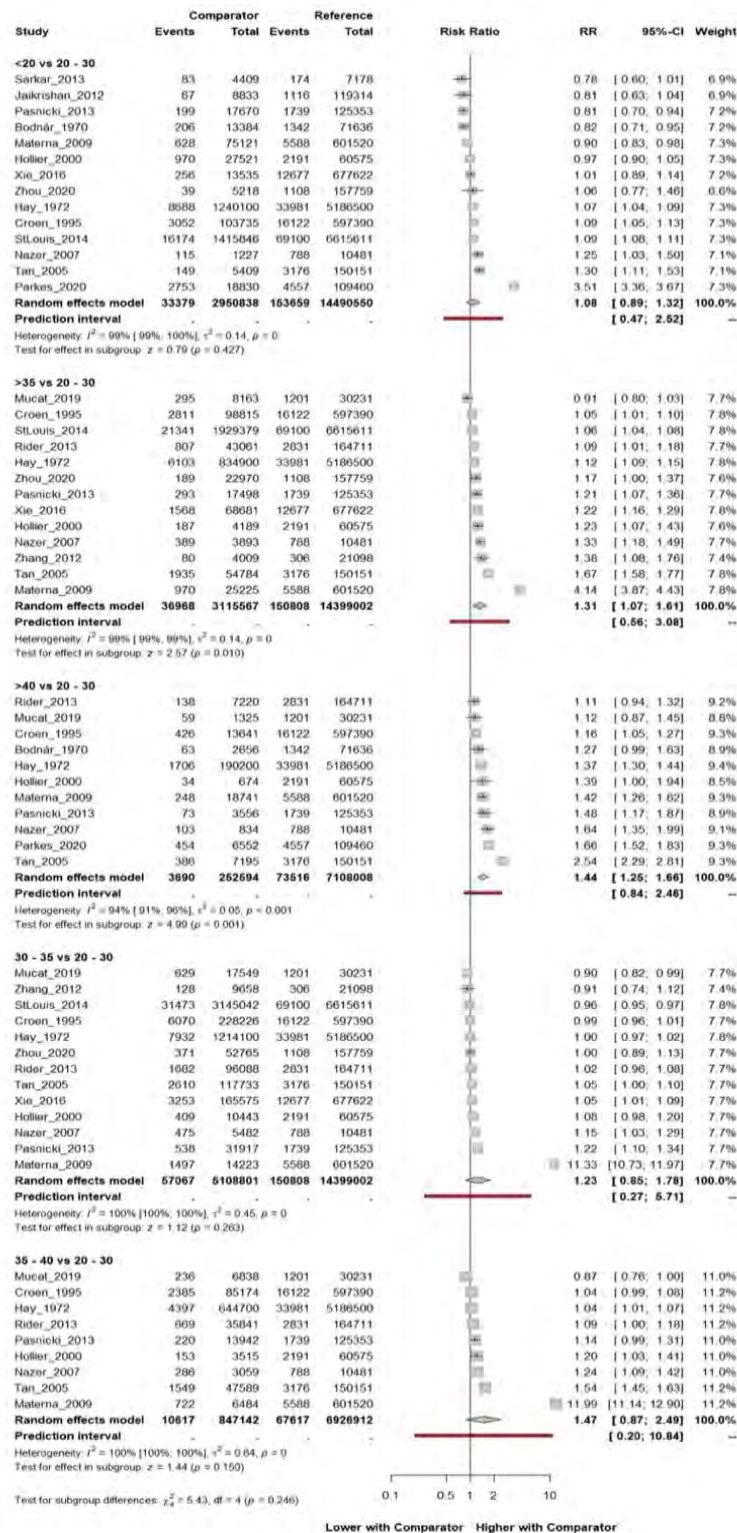 Comparator Reference
Study Events Total Events Total Risk Ratio RR 95%-CI Weight
<20 vs 20 - 30
Sarkar_2013 83 4409 174 7178 0.78 [ 0.60; 1.01] 6.9%
Jaikrishan_2012 67 8833 1116 119314 0.81 [ 0.63; 1.04] 6.9%
Pasnicki_2013 199 17670 1739 125353 0.81 [ 0.70; 0.94] 7.2%
Bodnár_1970 206 13384 1342 71636 0.82 [ 0.71; 0.95] 7.2%
Materna_2009 628 75121 5588 601520 0.90 [ 0.83; 0.98] 7.3%
Hollier_2000 970 27521 2191 60575 0.97 [ 0.90; 1.05] 7.3%
Xie_2016 256 13535 12677 677622 1.01 [ 0.89; 1.14] 7.2%
Zhou_2020 39 5218 1108 157759 1.06 [ 0.77; 1.46] 6.6%
Hay_1972 8688 1240100 33981 5186500 1.07 [ 1.04; 1.09] 7.3%
Croen_1995 3052 103735 16122 597390 1.09 [ 1.05; 1.13] 7.3%
StLouis_2014 16174 1415846 69100 6615611 1.09 [ 1.08; 1.11] 7.3%
Nazer_2007 115 1227 788 10481 1.25 [ 1.03; 1.50] 7.1%
Tan_2005 149 5409 3176 150151 1.30 [ 1.11; 1.53] 7.2%
Parkes_2020 2753 18830 4557 109460 3.51 [ 3.36; 3.67] 7.3%
Random effects model 33379 2950838 153659 14490550 1.08 [ 0.89; 1.32] 100.0%
Prediction interval . . . . [ 0.47; 2.52] --
Heterogeneity: I² = 99% [ 99%; 100%], τ² = 0.14, p = 0
Test for effect in subgroup: z = 0.79 (p = 0.427)
>35 vs 20 - 30
Mucat_2019 295 8163 1201 30231 0.91 [ 0.80; 1.03] 7.7%
Croen_1995 2811 98815 16122 597390 1.05 [ 1.01; 1.10] 7.8%
StLouis_2014 21341 1929379 69100 6615611 1.06 [ 1.04; 1.08] 7.8%
Rider_2013 807 43061 2831 164711 1.09 [ 1.01; 1.18] 7.7%
Hay_1972 6103 834900 33981 5186500 1.12 [ 1.09; 1.15] 7.8%
Zhou_2020 189 22970 1108 157759 1.17 [ 1.00; 1.37] 7.6%
Pasnicki_2013 293 17498 1739 125353 1.21 [ 1.07; 1.36] 7.7%
Xie_2016 1568 68681 12677 677622 1.22 [ 1.16; 1.29] 7.8%
Hollier_2000 187 4189 2191 60575 1.23 [ 1.07; 1.43] 7.6%
Nazer_2007 389 3893 788 10481 1.33 [ 1.18; 1.49] 7.7%
Zhang_2012 80 4009 306 21098 1.38 [ 1.08; 1.76] 7.4%
Tan_2005 1935 54784 3176 150151 1.67 [ 1.58; 1.77] 7.8%
Materna_2009 970 25225 5588 601520 4.14 [ 3.87; 4.43] 7.8%
Random effects model 36968 3115567 150808 14399002 1.31 [ 1.07; 1.61] 100.0%
Prediction interval . . . . [ 0.56; 3.08] --
Heterogeneity: I² = 99% [ 99%; 99%], τ² = 0.14, p = 0
Test for effect in subgroup: z = 2.57 (p = 0.010)
>40 vs 20 - 30
Rider_2013 138 7220 2831 164711 1.11 [ 0.94; 1.32] 9.2%
Mucat_2019 59 1325 1201 30231 1.12 [ 0.87; 1.45] 8.8%
Croen_1995 426 13641 16122 597390 1.16 [ 1.05; 1.27] 9.3%
Bodnár_1970 63 2656 1342 71636 1.27 [ 0.99; 1.63] 8.9%
Hay_1972 1706 190200 33981 5186500 1.37 [ 1.30; 1.44] 9.4%
Hollier_2000 34 674 2191 60575 1.39 [ 1.00; 1.94] 8.5%
Materna_2009 248 18741 5588 601520 1.42 [ 1.26; 1.62] 9.3%
Pasnicki_2013 73 3556 1739 125353 1.48 [ 1.17; 1.87] 8.9%
Nazer_2007 103 834 788 10481 1.64 [ 1.35; 1.99] 9.1%
Parkes_2020 454 6552 4557 109460 1.66 [ 1.52; 1.83] 9.3%
Tan_2005 386 7195 3176 150151 2.54 [ 2.29; 2.81] 9.3%
Random effects model 3690 252594 73516 7108008 1.44 [ 1.25; 1.66] 100.0%
Prediction interval . . . . [ 0.84; 2.46] --
Heterogeneity: I² = 94% [ 91%; 96%], τ² = 0.05, p < 0.001
Test for effect in subgroup: z = 4.99 (p < 0.001)
30 - 35 vs 20 - 30
Mucat_2019 629 17549 1201 30231 0.90 [ 0.82; 0.99] 7.7%
Zhang_2012 128 9658 306 21098 0.91 [ 0.74; 1.12] 7.4%
StLouis_2014 31473 3145042 69100 6615611 0.96 [ 0.95; 0.97] 7.8%
Croen_1995 6070 228226 16122 597390 0.99 [ 0.96; 1.01] 7.7%
Hay_1972 7932 1214100 33981 5186500 1.00 [ 0.97; 1.02] 7.8%
Zhou_2020 371 52765 1108 157759 1.00 [ 0.89; 1.13] 7.6%
Rider_2013 1682 96088 2831 164711 1.02 [ 0.96; 1.08] 7.7%
Tan_2005 2610 117733 3176 150151 1.05 [ 1.00; 1.10] 7.7%
Xie_2016 3253 165575 12677 677622 1.05 [ 1.01; 1.09] 7.7%
Hollier_2000 409 10443 2191 60575 1.08 [ 0.98; 1.20] 7.7%
Nazer_2007 475 5482 788 10481 1.15 [ 1.03; 1.29] 7.7%
Pasnicki_2013 538 31917 1739 125353 1.22 [ 1.10; 1.34] 7.7%
Materna_2009 1497 14223 5588 601520 11.33 [10.73; 11.97] 7.7%
Random effects model 57067 5108801 150808 14399002 1.23 [ 0.85; 1.78] 100.0%
Prediction interval . . . . [ 0.27; 5.71] --
Heterogeneity: I² = 100% [100%; 100%], τ² = 0.45, p = 0
Test for effect in subgroup: z = 1.12 (p = 0.263)
35 - 40 vs 20 - 30
Mucat_2019 236 6838 1201 30231 0.87 [ 0.76; 1.00] 11.0%
Croen_1995 2385 85174 16122 597390 1.04 [ 0.99; 1.08] 11.2%
Hay_1972 4397 644700 33981 5186500 1.04 [ 1.01; 1.07] 11.2%
Rider_2013 669 35841 2831 164711 1.09 [ 1.00; 1.18] 11.2%
Pasnicki_2013 220 13942 1739 125353 1.14 [ 0.99; 1.31] 11.0%
Hollier_2000 153 3515 2191 60575 1.20 [ 1.03; 1.41] 11.0%
Nazer_2007 286 3059 788 10481 1.24 [ 1.09; 1.42] 11.1%
Tan_2005 1549 47589 3176 150151 1.54 [ 1.45; 1.63] 11.2%
Materna_2009 722 6484 5588 601520 11.99 [11.14; 12.90] 11.2%
Random effects model 10617 847142 67617 6926912 1.47 [ 0.87; 2.49] 100.0%
Prediction interval . . . . [ 0.20; 10.84] --
Heterogeneity: I² = 100% [100%; 100%], τ² = 0.64, p = 0
Test for effect in subgroup: z = 1.44 (p = 0.150)
0.1 0.5 1 2 10
Test for subgroup differences: χ²₄ = 5.43, df = 4 (p = 0.246)
Lower with Comparator Higher with Comparator